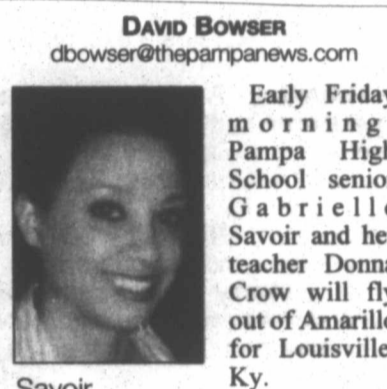 DAVID BOWSER
dbowser@thepampanews.com
Early Friday
morning
Pampa High
School senior
Gabrielle
Savoir and her
teacher Donna
Crow will fly
out of Amarillo
for Louisville,
Ky.
Savoir